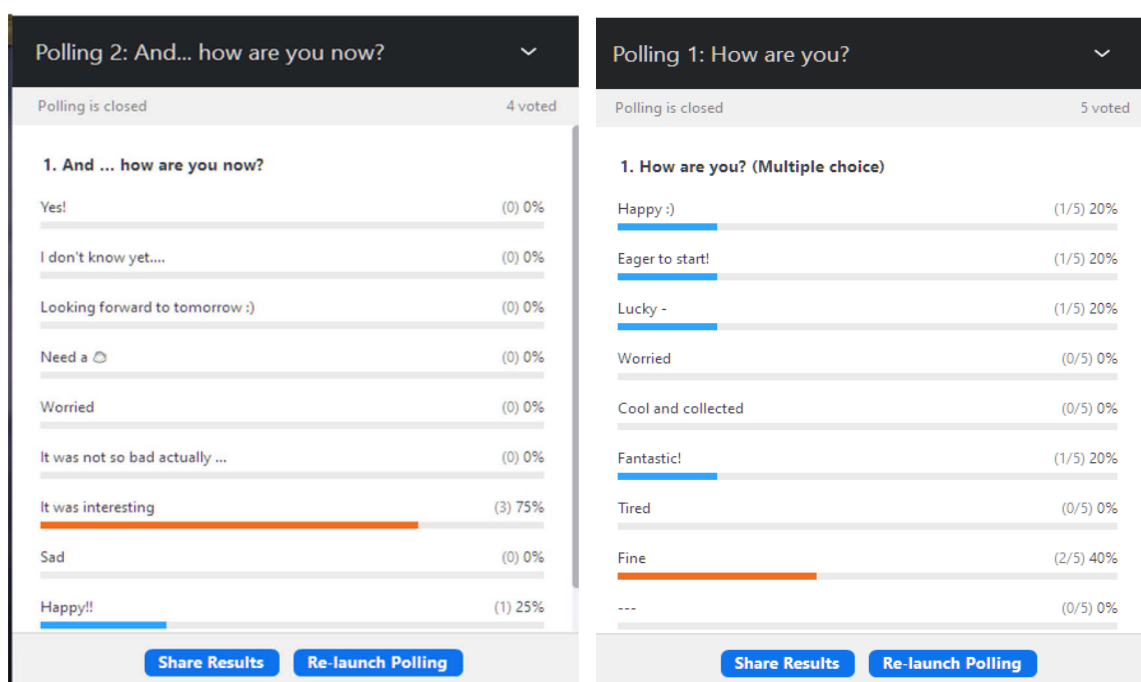 Polling 2: And... how are you now?
Polling is closed 4 voted
1. And ... how are you now?
Yes! (0) 0%
I don't know yet.... (0) 0%
Looking forward to tomorrow :) (0) 0%
Need a (0) 0%
Worried (0) 0%
It was not so bad actually ... (0) 0%
It was interesting (3) 75%
Sad (0) 0%
Happy!! (1) 25%
Share Results Re-launch Polling
Polling 1: How are you?
Polling is closed 5 voted
1. How are you? (Multiple choice)
Happy :) (1/5) 20%
Eager to start! (1/5) 20%
Lucky - (1/5) 20%
Worried (0/5) 0%
Cool and collected (0/5) 0%
Fantastic! (1/5) 20%
Tired (0/5) 0%
Fine (2/5) 40%
--- (0/5) 0%
Share Results Re-launch Polling